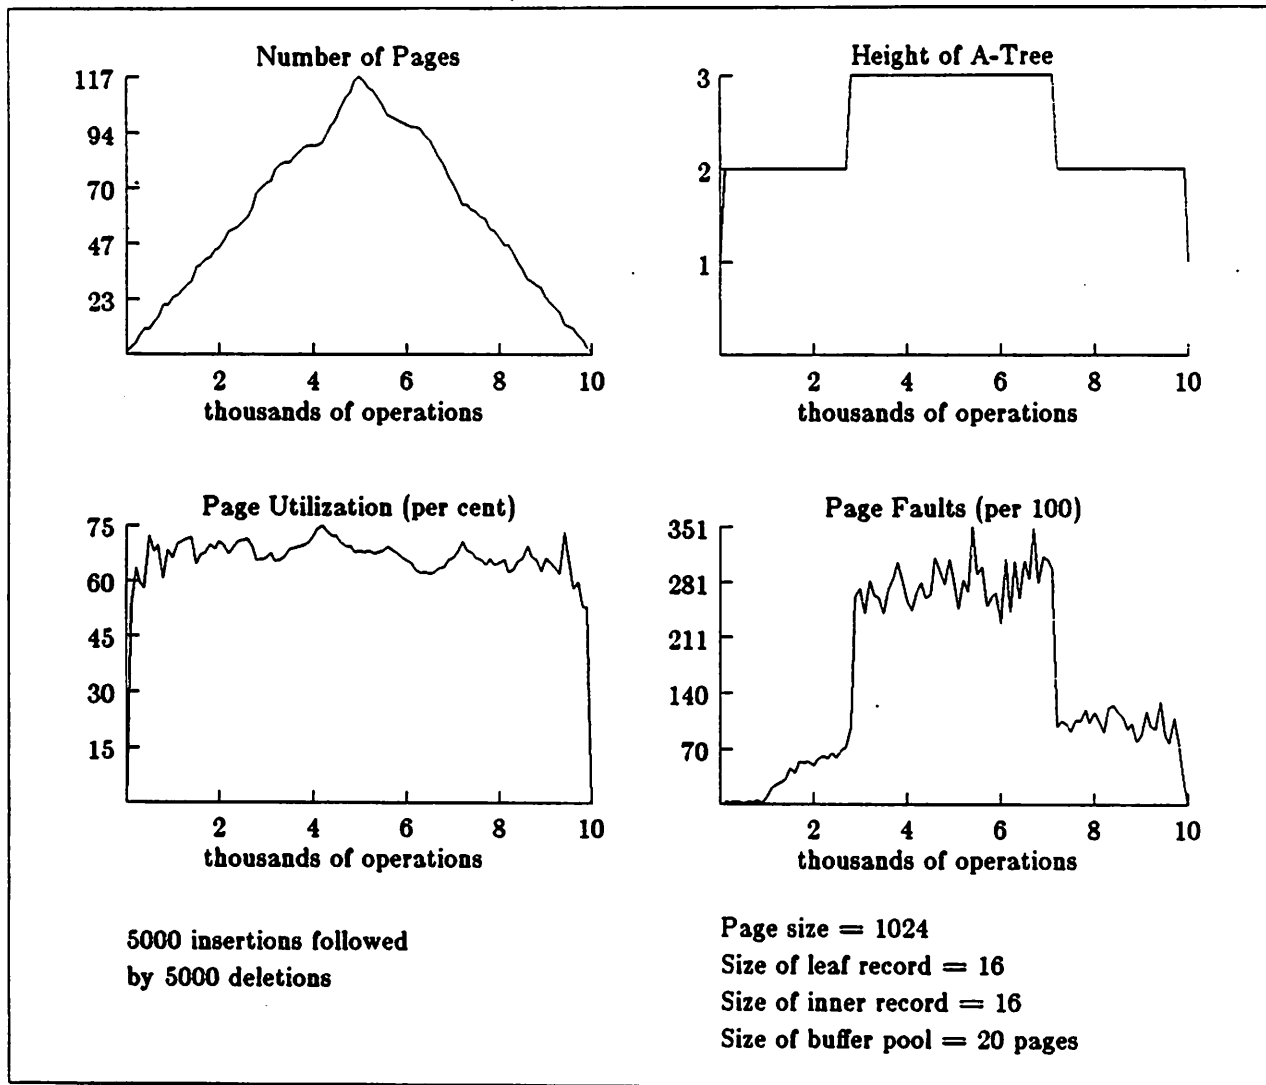 Number of Pages
117
94
70
47
23
2
4
6
8
10
thousands of operations
Height of A-Tree
3
2
1
2
4
6
8
10
thousands of operations
Page Utilization (per cent)
75
60
45
30
15
2
4
6
8
10
thousands of operations
Page Faults (per 100)
351
281
211
140
70
2
4
6
8
10
thousands of operations
5000 insertions followed
by 5000 deletions
Page size = 1024
Size of leaf record = 16
Size of inner record = 16
Size of buffer pool = 20 pages